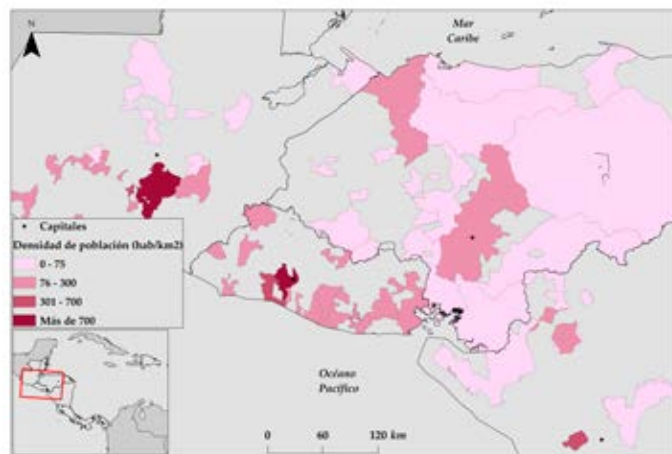 N
Mar
Caribe
Capitales
Densidad de población (hab/km2)
0 - 75
76 - 300
301 - 700
Más de 700
Océano
Pacífico
0 60 120 km